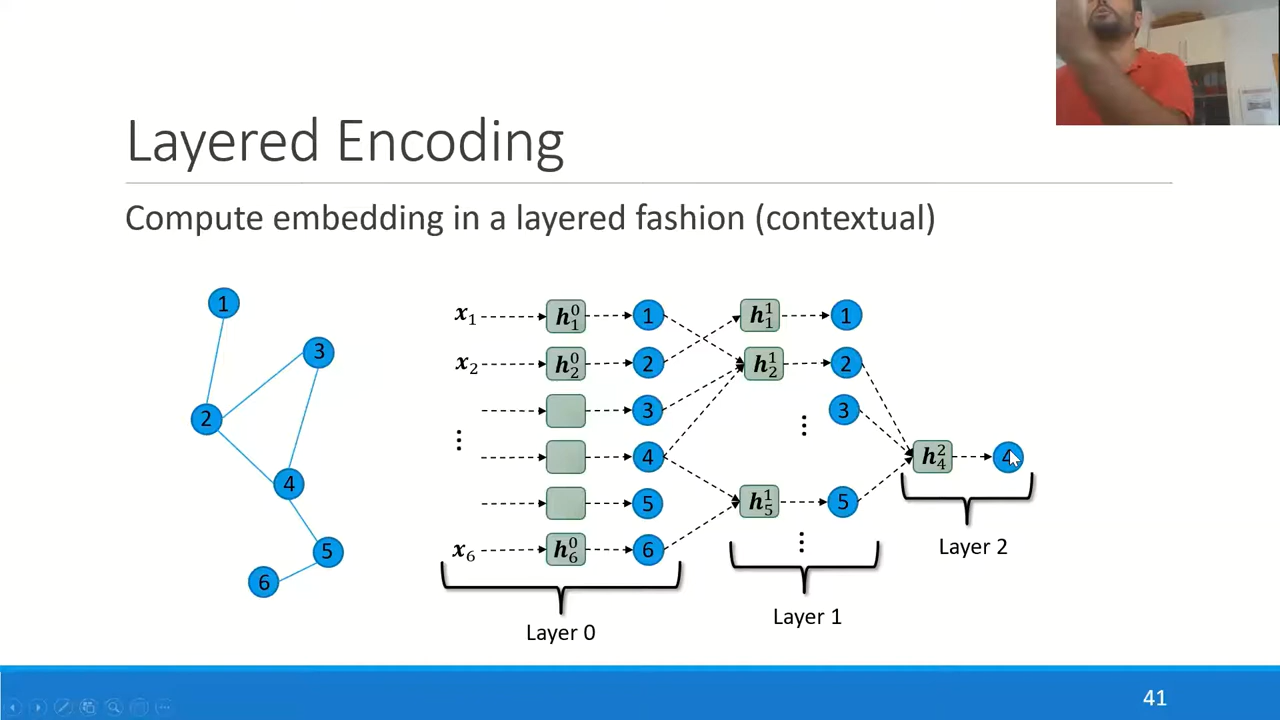 Layered Encoding
Compute embedding in a layered fashion (contextual)
1
3
2
4
5
6
x₁ h₁⁰ 1 h₁¹ 1
x₂ h₂⁰ 2 h₂¹ 2
3 3
⋮ ⋮
4 h₄² 4
5 h₅¹ 5
x₆ h₆⁰ 6 ⋮
Layer 2
Layer 1
Layer 0
41